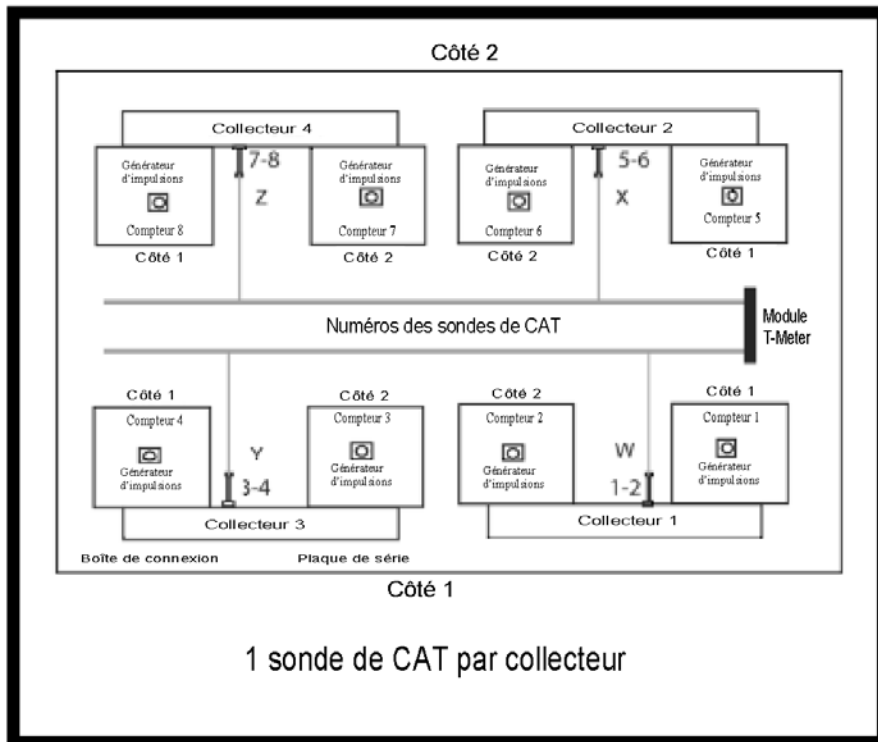 Côté 2
Collecteur 4
Collecteur 2
Générateur
d'impulsions
Compteur 8
Côté 1
7-8
Z
Générateur
d'impulsions
Compteur 7
Côté 2
Générateur
d'impulsions
Compteur 6
Côté 2
5-6
X
Générateur
d'impulsions
Compteur 5
Côté 1
Numéros des sondes de CAT
Module
T-Meter
Côté 1
Compteur 4
Générateur
d'impulsions
Y
3-4
Côté 2
Compteur 3
Générateur
d'impulsions
Côté 2
Compteur 2
Générateur
d'impulsions
W
1-2
Côté 1
Compteur 1
Générateur
d'impulsions
Collecteur 3
Collecteur 1
Boîte de connexion
Plaque de série
Côté 1
1 sonde de CAT par collecteur